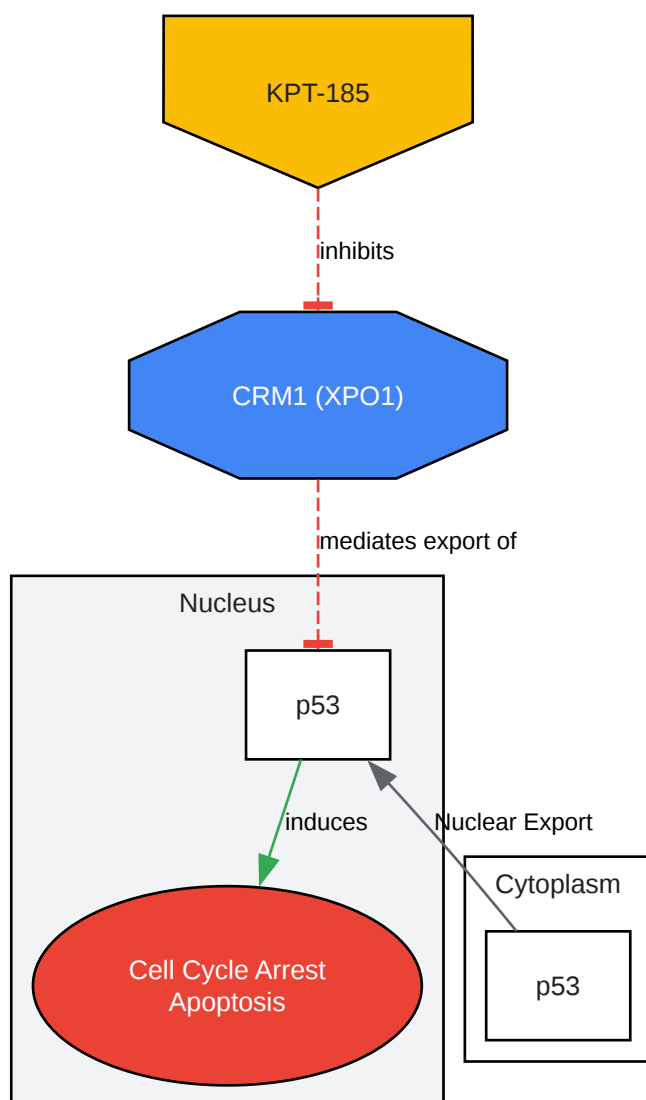 KPT-185
inhibits
CRM1 (XPO1)
mediates export of
Nucleus
p53
induces
Nuclear Export
Cytoplasm
p53
Cell Cycle Arrest
Apoptosis